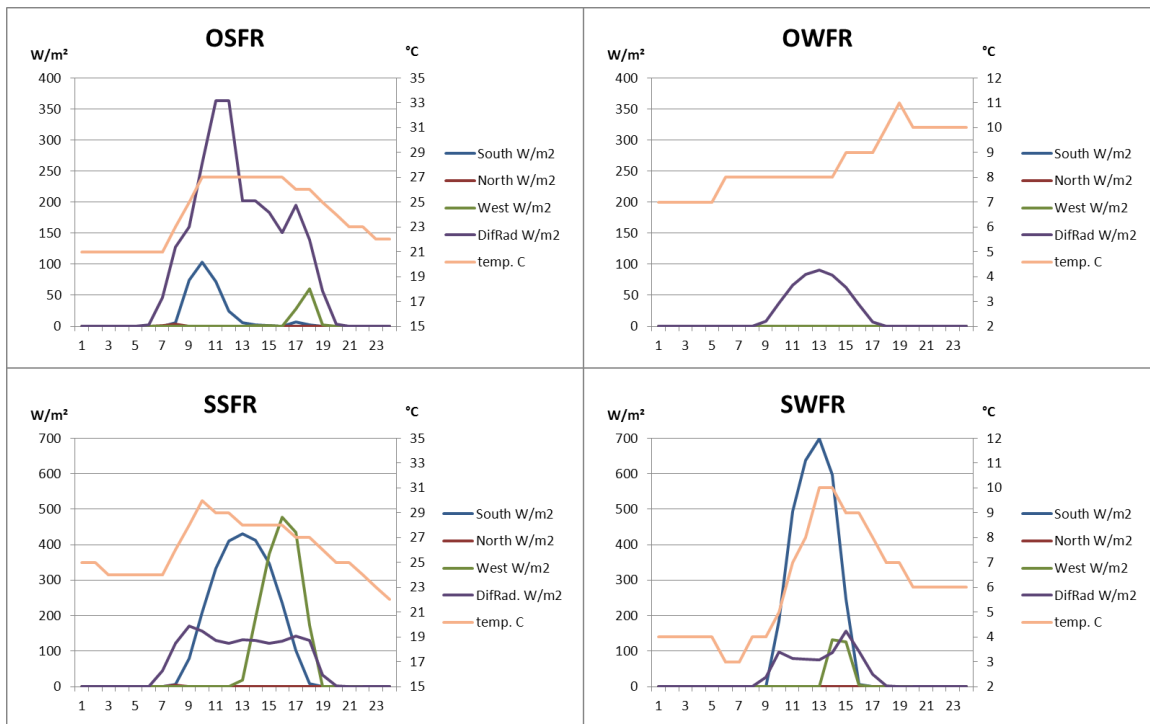 OSFR
W/m²
°C
400
350
300
250
200
150
100
50
0
35
33
31
29
27
25
23
21
19
17
15
1 3 5 7 9 11 13 15 17 19 21 23
South W/m2
North W/m2
West W/m2
DifRad W/m2
temp. C
OWFR
W/m²
°C
400
350
300
250
200
150
100
50
0
12
11
10
9
8
7
6
5
4
3
2
1 3 5 7 9 11 13 15 17 19 21 23
South W/m2
North W/m2
West W/m2
DifRad W/m2
temp. C
SSFR
W/m²
°C
700
600
500
400
300
200
100
0
35
33
31
29
27
25
23
21
19
17
15
1 3 5 7 9 11 13 15 17 19 21 23
South W/m2
North W/m2
West W/m2
DifRad. W/m2
temp. C
SWFR
W/m²
°C
700
600
500
400
300
200
100
0
12
11
10
9
8
7
6
5
4
3
2
1 3 5 7 9 11 13 15 17 19 21 23
South W/m2
North W/m2
West W/m2
DifRad W/m2
temp. C